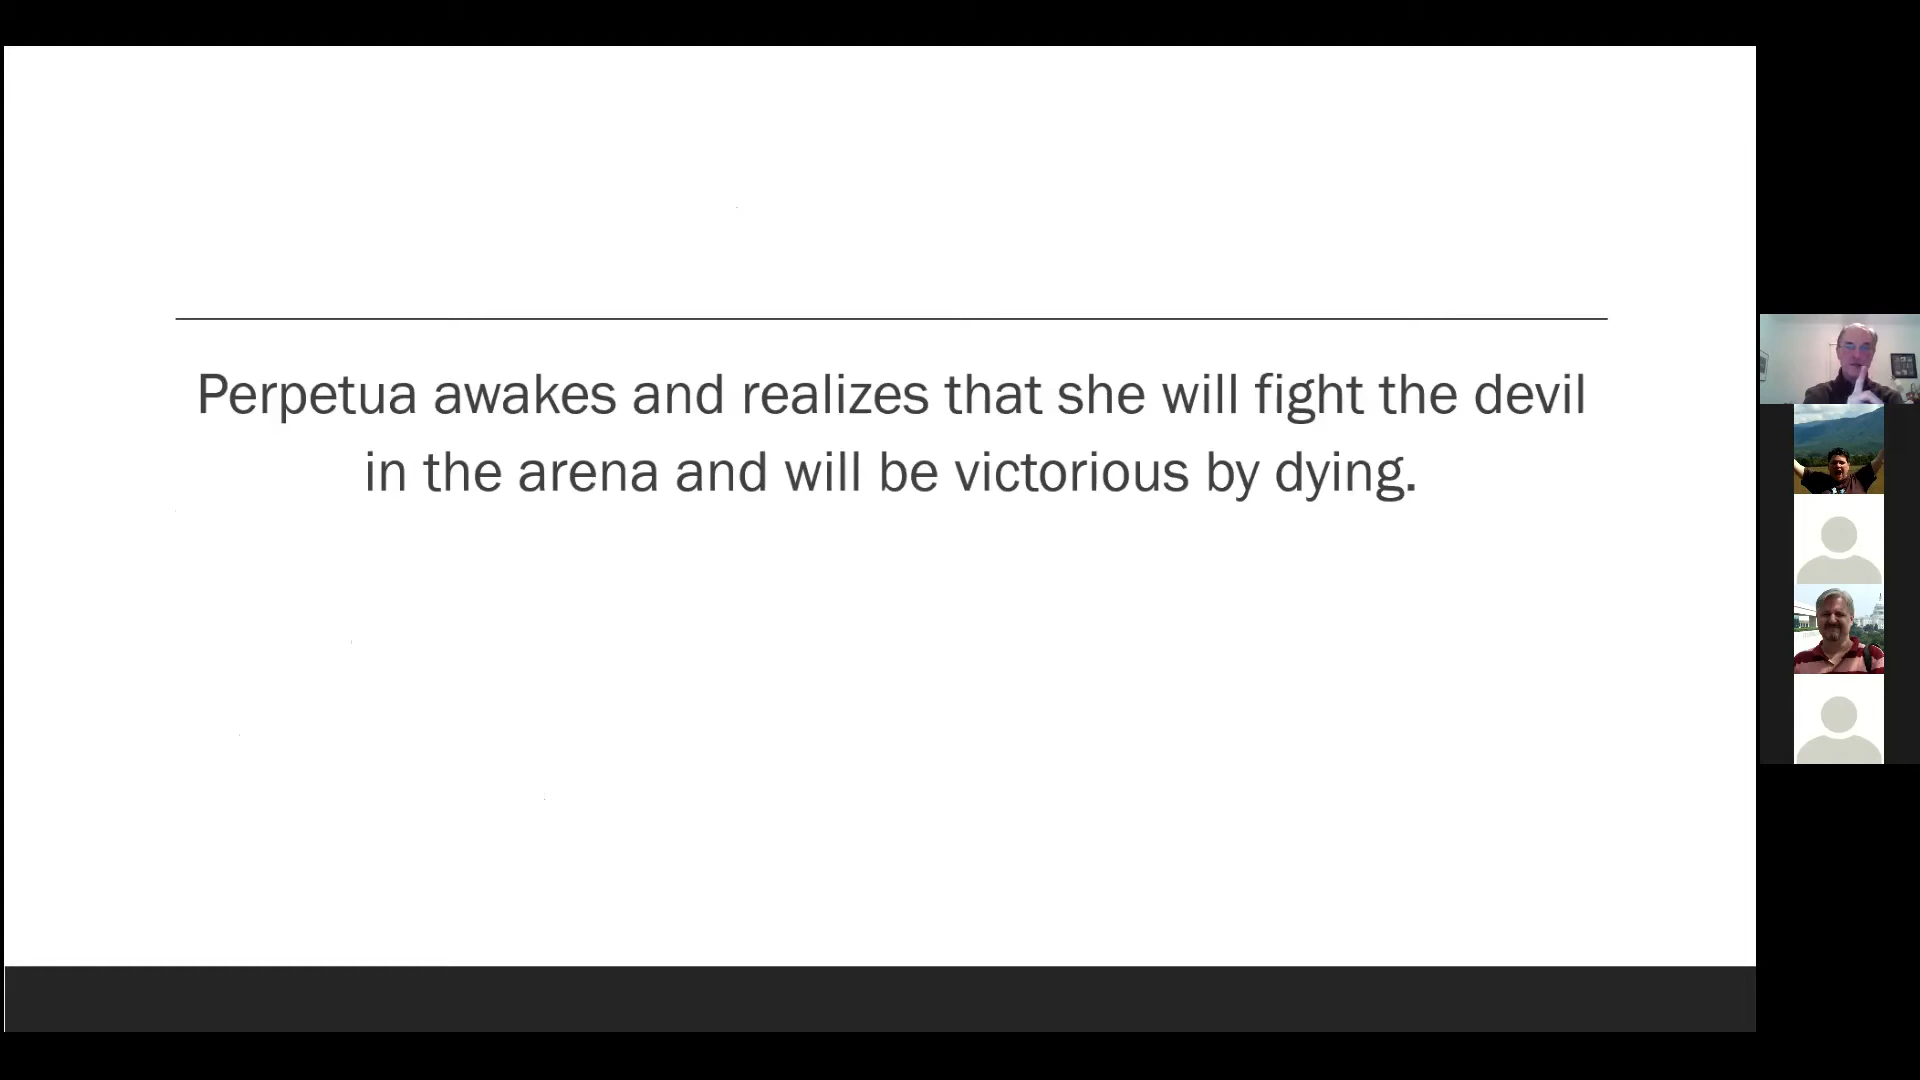 Perpetua awakes and realizes that she will fight the devil
in the arena and will be victorious by dying.